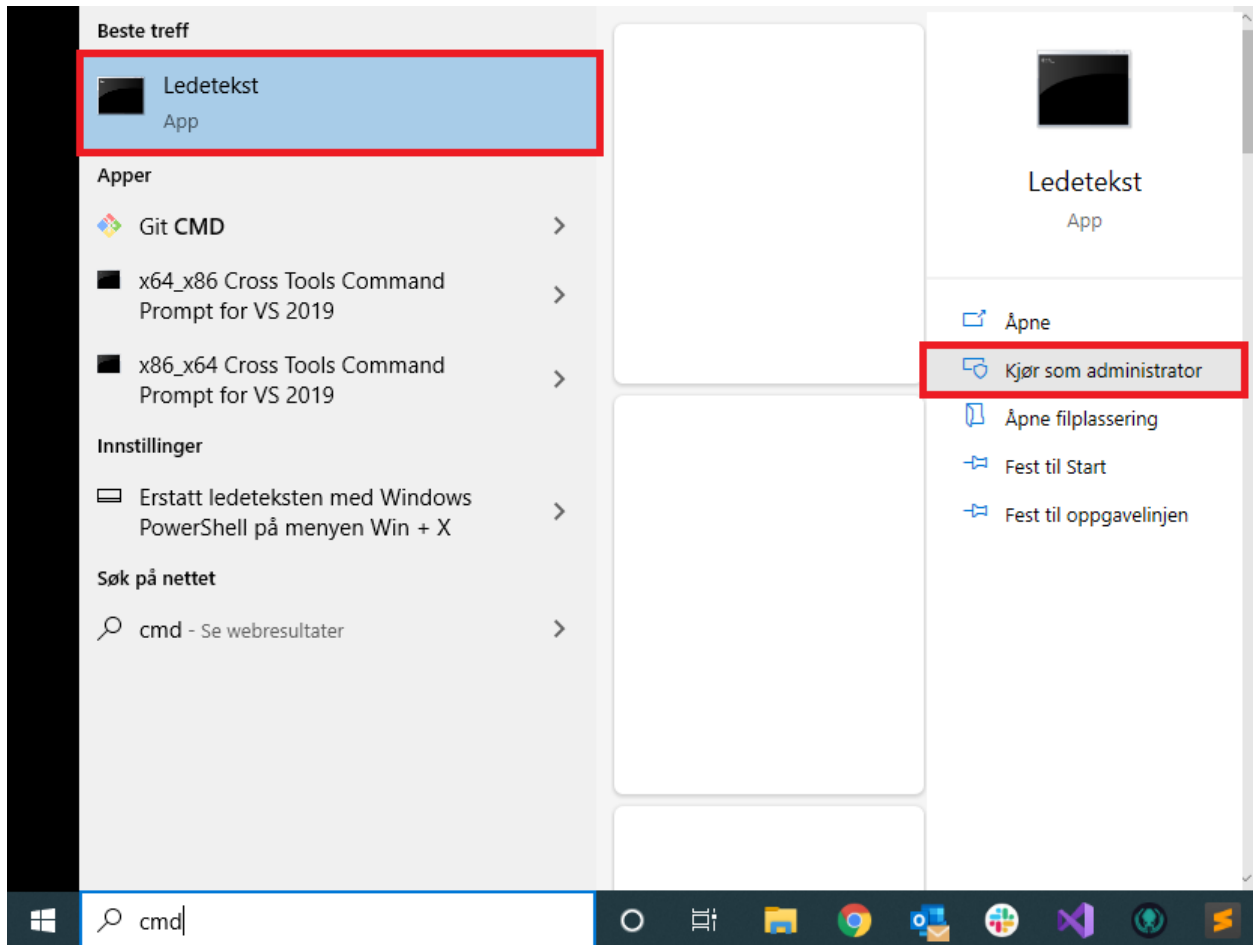 Beste treff
Ledetekst
App
Apper
Git CMD
x64_x86 Cross Tools Command
Prompt for VS 2019
x86_x64 Cross Tools Command
Prompt for VS 2019
Innstillinger
Erstatt ledeteksten med Windows
PowerShell på menyen Win + X
Søk på nettet
cmd - Se webresultater
Ledetekst
App
Åpne
Kjør som administrator
Åpne filplassering
Fest til Start
Fest til oppgavelinjen
cmd